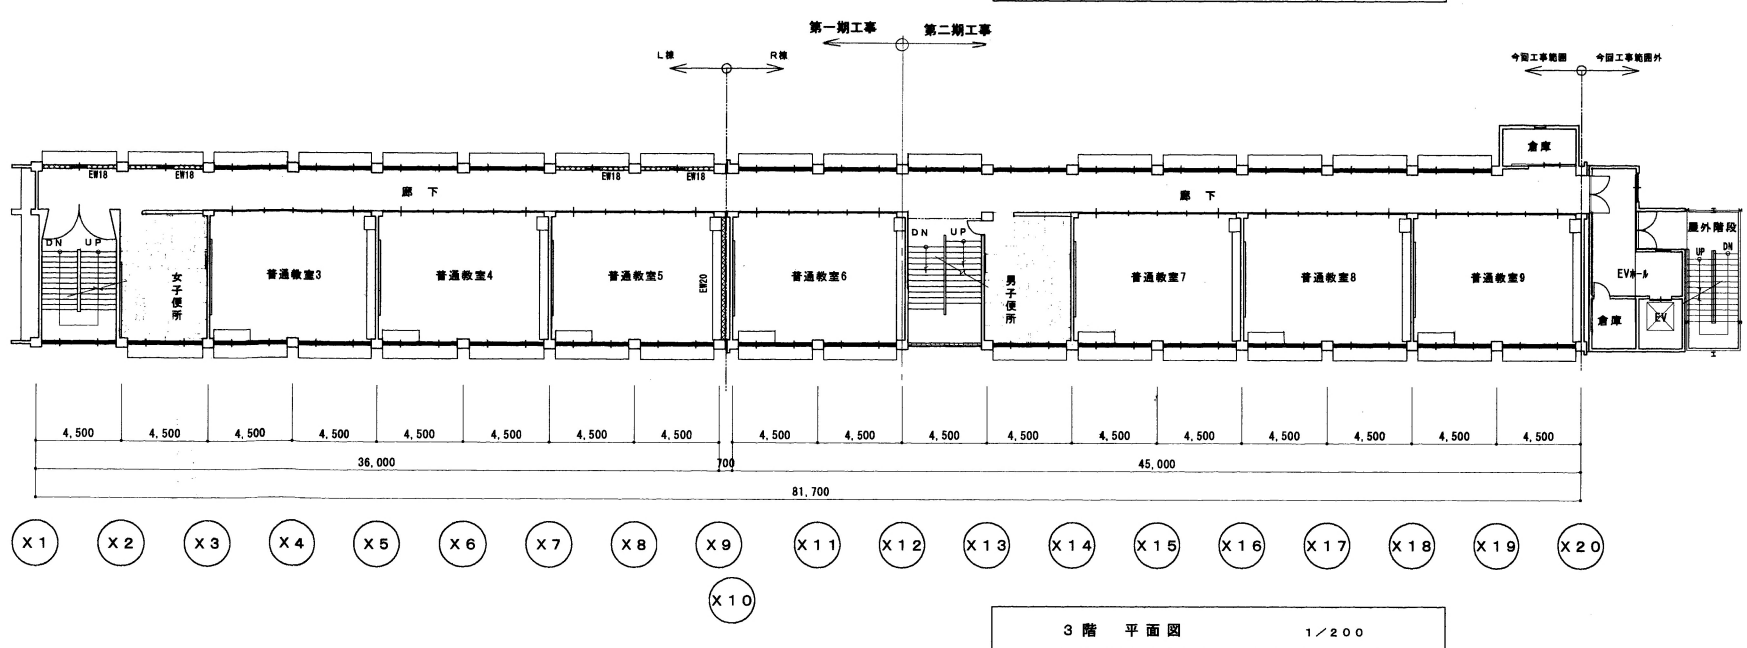 第一期工事 第二期工事
L棟 R棟
今回工事範囲 今回工事範囲外
倉庫
EW18 EW18 EW18 EW18
廊下 廊下
DN UP
女子便所
普通教室3
普通教室4
普通教室5
EW20
普通教室6
DN UP
男子便所
普通教室7
普通教室8
普通教室9
EVホール
倉庫
EV
屋外階段
UP DN
4,500 4,500 4,500 4,500 4,500 4,500 4,500 4,500 4,500 4,500 4,500 4,500 4,500 4,500 4,500 4,500 4,500 4,500
36,000 700 45,000
81,700
X1 X2 X3 X4 X5 X6 X7 X8 X9 X11 X12 X13 X14 X15 X16 X17 X18 X19 X20
X10
3階 平面図 1/200